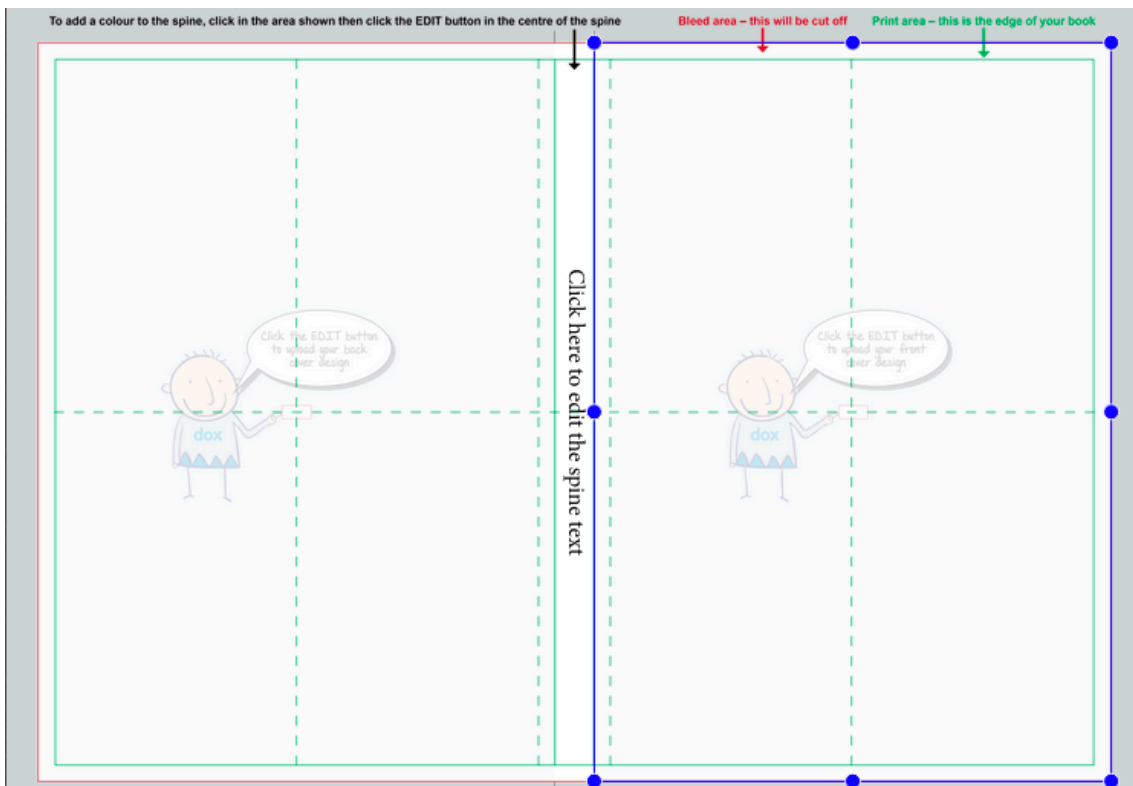 To add a colour to the spine, click in the area shown then click the EDIT button in the centre of the spine
Bleed area – this will be cut off
Print area – this is the edge of your book
Click the EDIT button
to upload your back
cover design
dox
Click here to edit the spine text
Click the EDIT button
to upload your front
cover design
dox